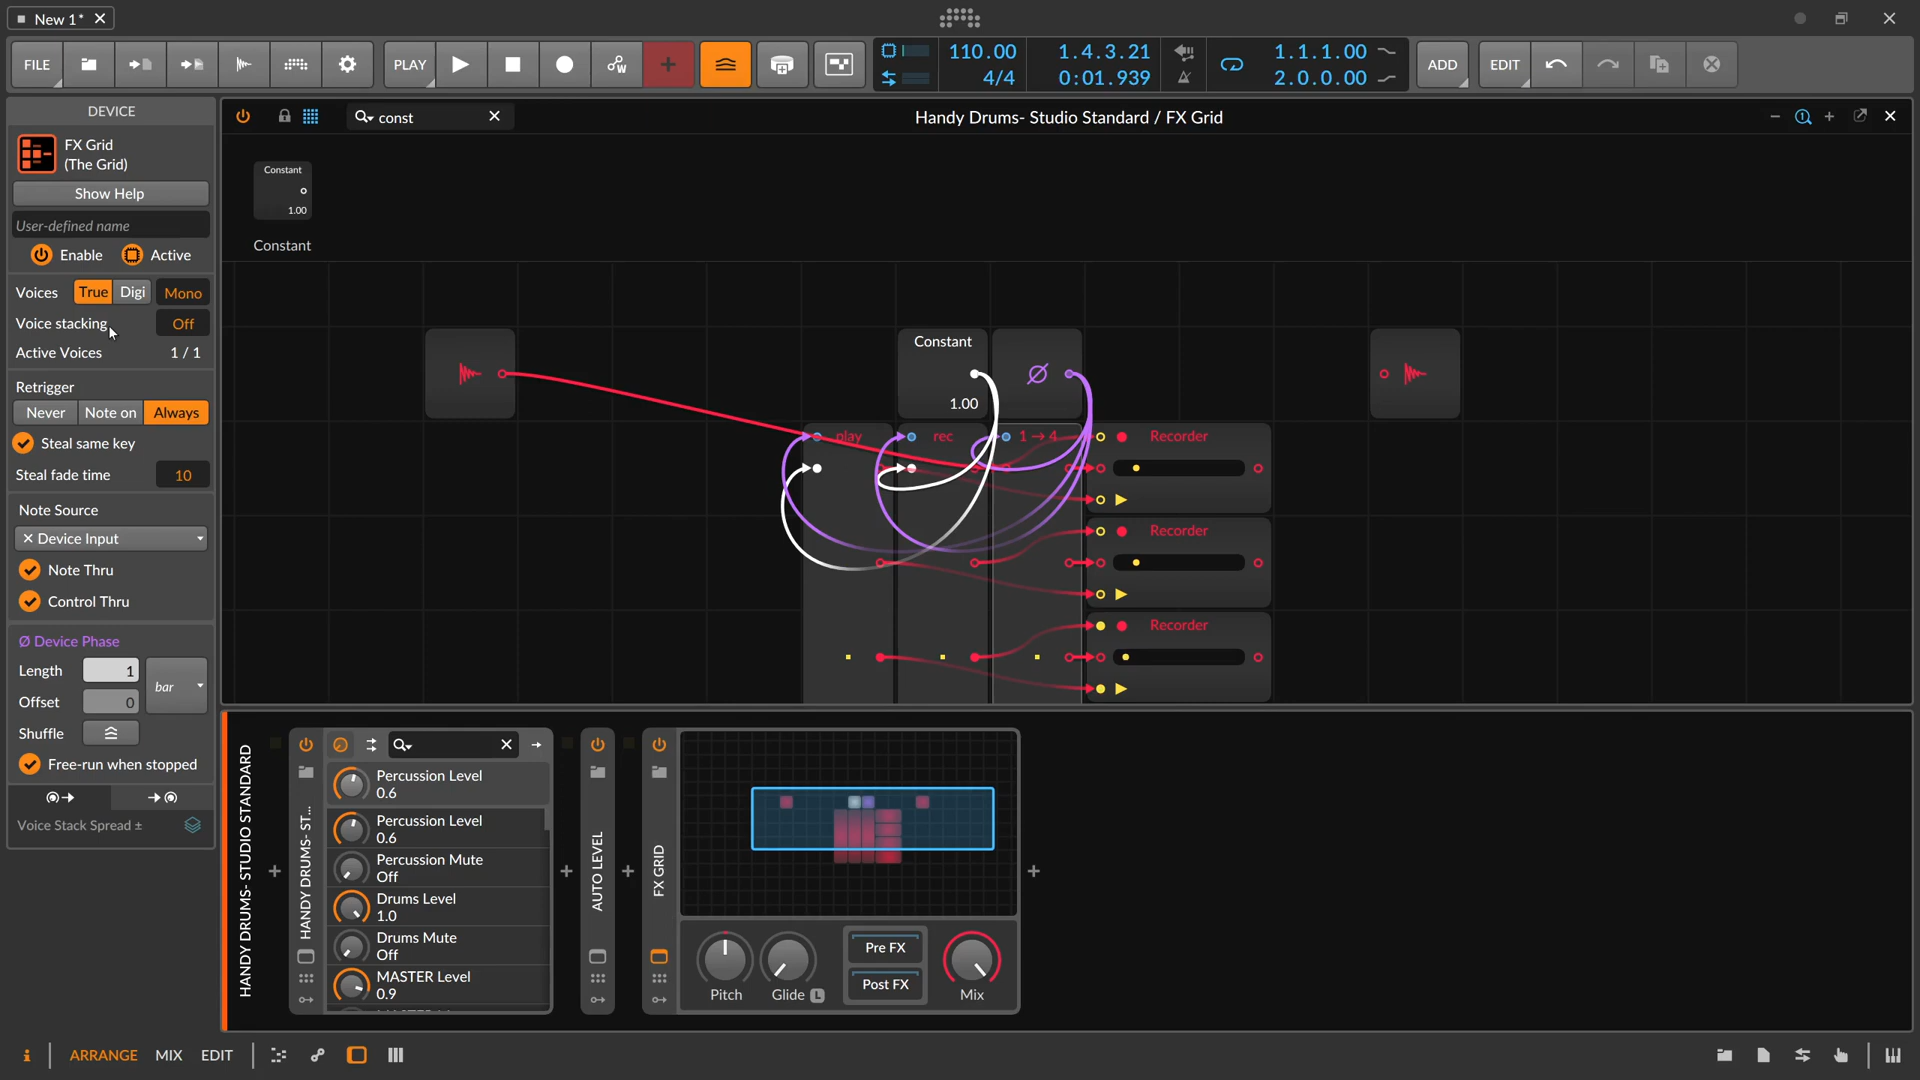 New 1*
FILE
PLAY
110.00
4/4
1.4.3.21
0:01.939
1.1.1.00
2.0.0.00
ADD
EDIT
DEVICE
FX Grid
(The Grid)
Show Help
User-defined name
Enable
Active
Voices
True
Digi
Mono
Voice stacking
Off
Active Voices
1 / 1
Retrigger
Never
Note on
Always
Steal same key
Steal fade time
10
Note Source
Device Input
Note Thru
Control Thru
Ø Device Phase
Length
1
bar
Offset
0
Shuffle
Free-run when stopped
Voice Stack Spread ±
const
Handy Drums- Studio Standard / FX Grid
Constant
1.00
Constant
Constant
1.00
play
rec
1 → 4
Recorder
Recorder
Recorder
HANDY DRUMS- STUDIO STANDARD
HANDY DRUMS- ST...
Percussion Level
0.6
Percussion Level
0.6
Percussion Mute
Off
Drums Level
1.0
Drums Mute
Off
MASTER Level
0.9
AUTO LEVEL
FX GRID
Pitch
Glide
L
Pre FX
Post FX
Mix
ARRANGE
MIX
EDIT